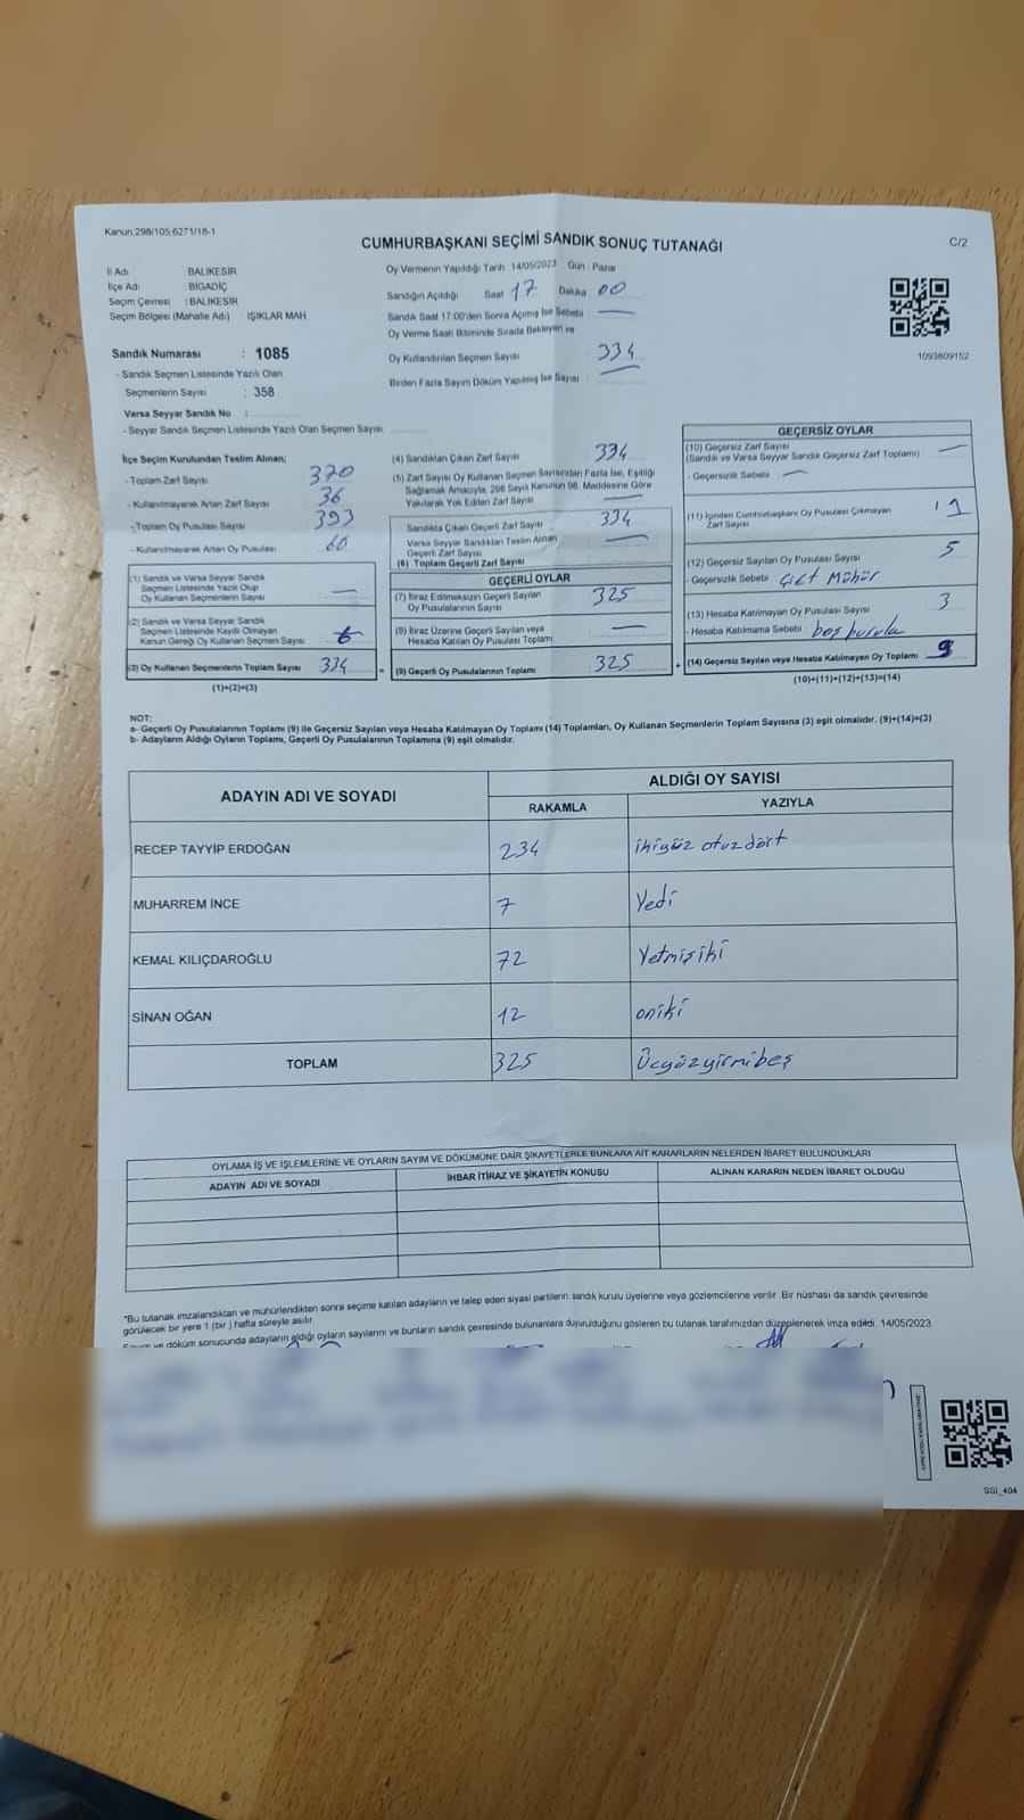 Kanun:298/105,6271/18-1
CUMHURBAŞKANI SEÇİMİ SANDIK SONUÇ TUTANAĞI
C/2
İl Adı : BALIKESİR
İlçe Adı : BİGADİÇ
Seçim Çevresi : BALIKESİR
Seçim Bölgesi (Mahalle Adı) IŞIKLAR MAH
Oy Vermenin Yapıldığı Tarih 14/05/2023 Gün : Pazar
Sandığın Açıldığı Saat 17 Dakika 00
Sandık Saat 17:00'den Sonra Açılmış İse Sebebi
Oy Verme Saati Bitiminde Sırada Bekleyen ve
Oy Kullandırılan Seçmen Sayısı 334
Birden Fazla Sayım Döküm Yapılmış İse Sayısı :
1093809152
Sandık Numarası : 1085
- Sandık Seçmen Listesinde Yazılı Olan
Seçmenlerin Sayısı : 358
Varsa Seyyar Sandık No :
- Seyyar Sandık Seçmen Listesinde Yazılı Olan Seçmen Sayısı
İlçe Seçim Kurulundan Teslim Alınan;
- Toplam Zarf Sayısı 370
- Kullanılmayarak Artan Zarf Sayısı 36
- Toplam Oy Pusulası Sayısı 393
- Kullanılmayarak Artan Oy Pusulası 60
(1) Sandık ve Varsa Seyyar Sandık
Seçmen Listesinde Yazılı Olup
Oy Kullanan Seçmenlerin Sayısı —
(2) Sandık ve Varsa Seyyar Sandık
Seçmen Listesinde Kayıtlı Olmayan
Kanun Gereği Oy Kullanan Seçmen Sayısı
(3) Oy Kullanan Seçmenlerin Toplam Sayısı 334
(1)+(2)=(3)
(4) Sandıktan Çıkan Zarf Sayısı 334
(5) Zarf Sayısı Oy Kullanan Seçmen Sayısından Fazla İse, Eşitliği
Sağlamak Amacıyla, 298 Sayılı Kanunun 98. Maddesine Göre
Yakılarak Yok Edilen Zarf Sayısı —
Sandıkta Çıkan Geçerli Zarf Sayısı 334
Varsa Seyyar Sandıktan Teslim Alınan
Geçerli Zarf Sayısı —
(6) Toplam Geçerli Zarf Sayısı
GEÇERLİ OYLAR
(7) İtiraz Edilmeksizin Geçerli Sayılan
Oy Pusulalarının Sayısı 325
(8) İtiraz Üzerine Geçerli Sayılan veya
Hesaba Katılan Oy Pusulası Toplamı —
(9) Geçerli Oy Pusulalarının Toplamı 325
GEÇERSİZ OYLAR
(10) Geçersiz Zarf Sayısı
(Sandık ve Varsa Seyyar Sandık Geçersiz Zarf Toplamı) —
- Geçersizlik Sebebi —
(11) İçinden Cumhurbaşkanı Oy Pusulası Çıkmayan
Zarf Sayısı 1
(12) Geçersiz Sayılan Oy Pusulası Sayısı 5
- Geçersizlik Sebebi çift Mühür
(13) Hesaba Katılmayan Oy Pusulası Sayısı 3
- Hesaba Katılmama Sebebi boş pusula
(14) Geçersiz Sayılan veya Hesaba Katılmayan Oy Toplamı 9
(10)+(11)+(12)+(13)=(14)
NOT:
a- Geçerli Oy Pusulalarının Toplamı (9) ile Geçersiz Sayılan veya Hesaba Katılmayan Oy Toplamı (14) Toplamları, Oy Kullanan Seçmenlerin Toplam Sayısına (3) eşit olmalıdır. (9)+(14)=(3)
b- Adayların Aldığı Oyların Toplamı, Geçerli Oy Pusulalarının Toplamına (9) eşit olmalıdır.
ADAYIN ADI VE SOYADI
ALDIĞI OY SAYISI
RAKAMLA YAZIYLA
RECEP TAYYİP ERDOĞAN 234 ikiyüz otuzdört
MUHARREM İNCE 7 Yedi
KEMAL KILIÇDAROĞLU 72 Yetmişiki
SİNAN OĞAN 12 oniki
TOPLAM 325 Üçyüzyirmibeş
OYLAMA İŞ VE İŞLEMLERİNE VE OYLARIN SAYIM VE DÖKÜMÜNE DAİR ŞİKAYETLERLE BUNLARA AİT KARARLARIN NELERDEN İBARET BULUNDUKLARI
ADAYIN ADI VE SOYADI
İHBAR İTİRAZ VE ŞİKAYETİN KONUSU
ALINAN KARARIN NEDEN İBARET OLDUĞU
*Bu tutanak imzalandıktan ve mühürlendikten sonra seçime katılan adayların ve talep eden siyasi partilerin sandık kurulu üyelerine veya gözlemcilerine verilir. Bir nüshası da sandık çevresinde
görülecek bir yere 1 (bir) hafta süreyle asılır.
ve döküm sonucunda adayların aldığı oyların sayılarını ve bunların sandık çevresinde bulunanlara duyurulduğunu gösteren bu tutanak tarafımızdan düzenlenerek imza edildi. 14/05/2023
SSI_404